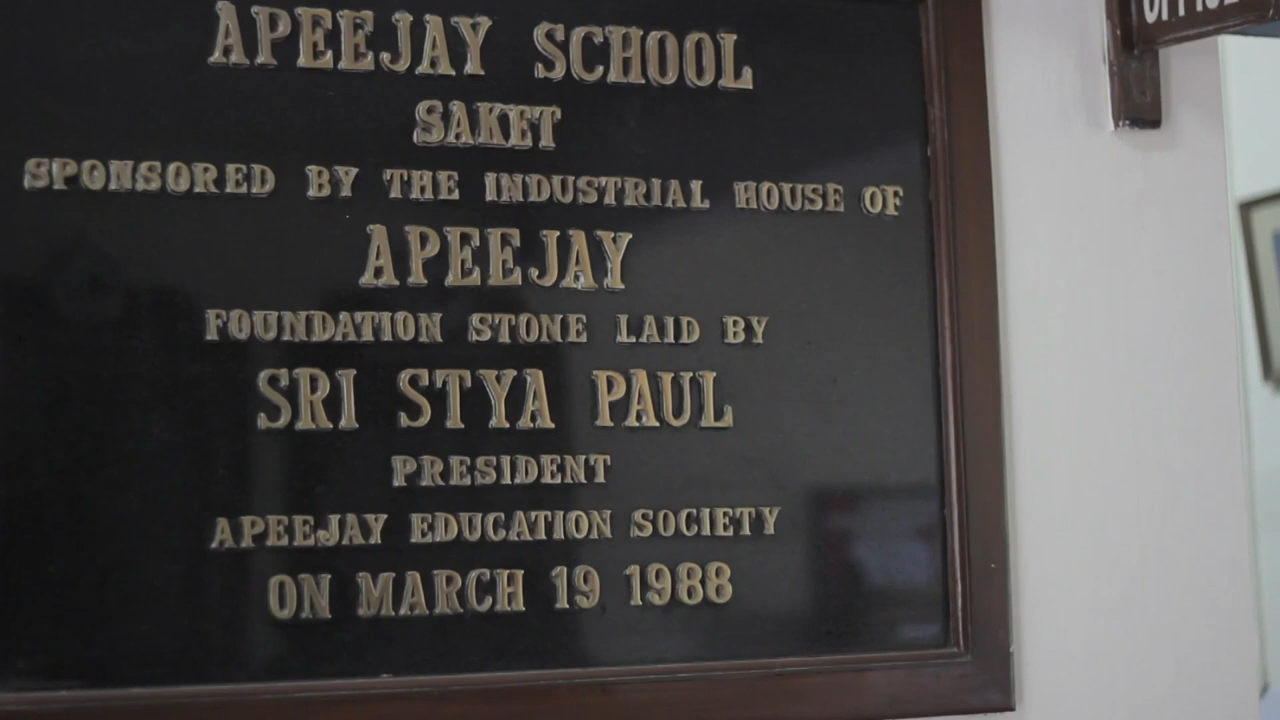 APEEJAY SCHOOL
SAKET
SPONSORED BY THE INDUSTRIAL HOUSE OF
APEEJAY
FOUNDATION STONE LAID BY
SRI STYA PAUL
PRESIDENT
APEEJAY EDUCATION SOCIETY
ON MARCH 19 1988
OFFICE